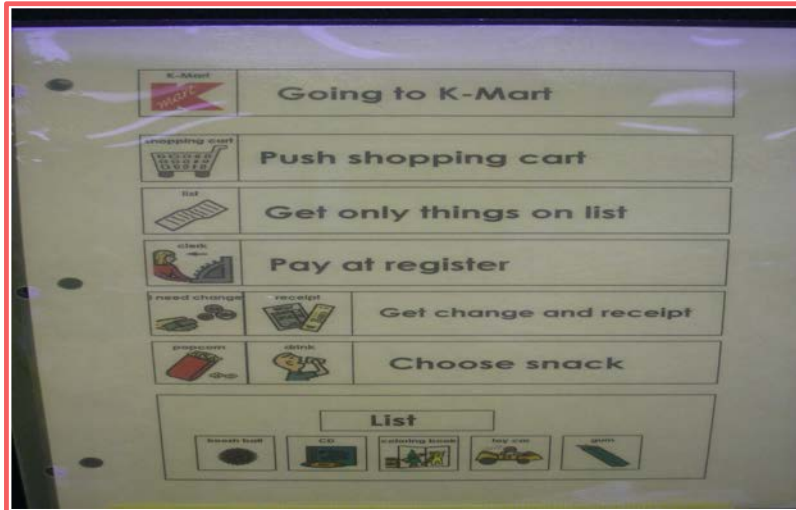 K-Mart
mart
Going to K-Mart
shopping cart
Push shopping cart
list
Get only things on list
clerk
Pay at register
I need change
receipt
Get change and receipt
popcorn
drink
Choose snack
List
CD
coloring book
toy car
gum